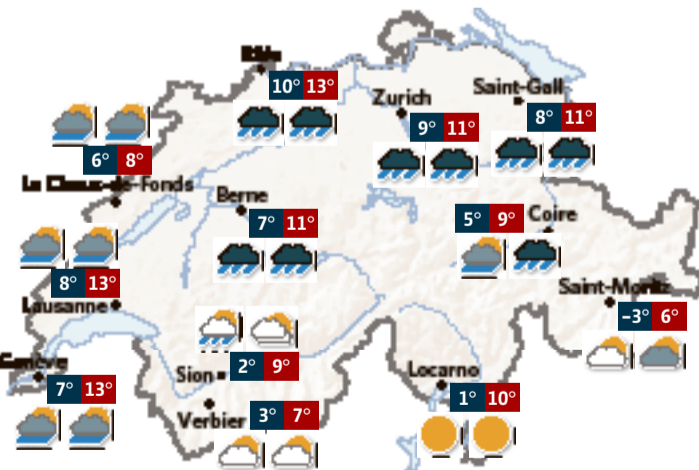 Bâle
10° 13°
Zurich
Saint-Gall
9° 11°
8° 11°
6° 8°
La Chaux-de-Fonds
Berne
7° 11°
5° 9°
Coire
8° 13°
Lausanne
Saint-Moritz
-3° 6°
Genève
7° 13°
Sion
2° 9°
Locarno
1° 10°
Verbier
3° 7°